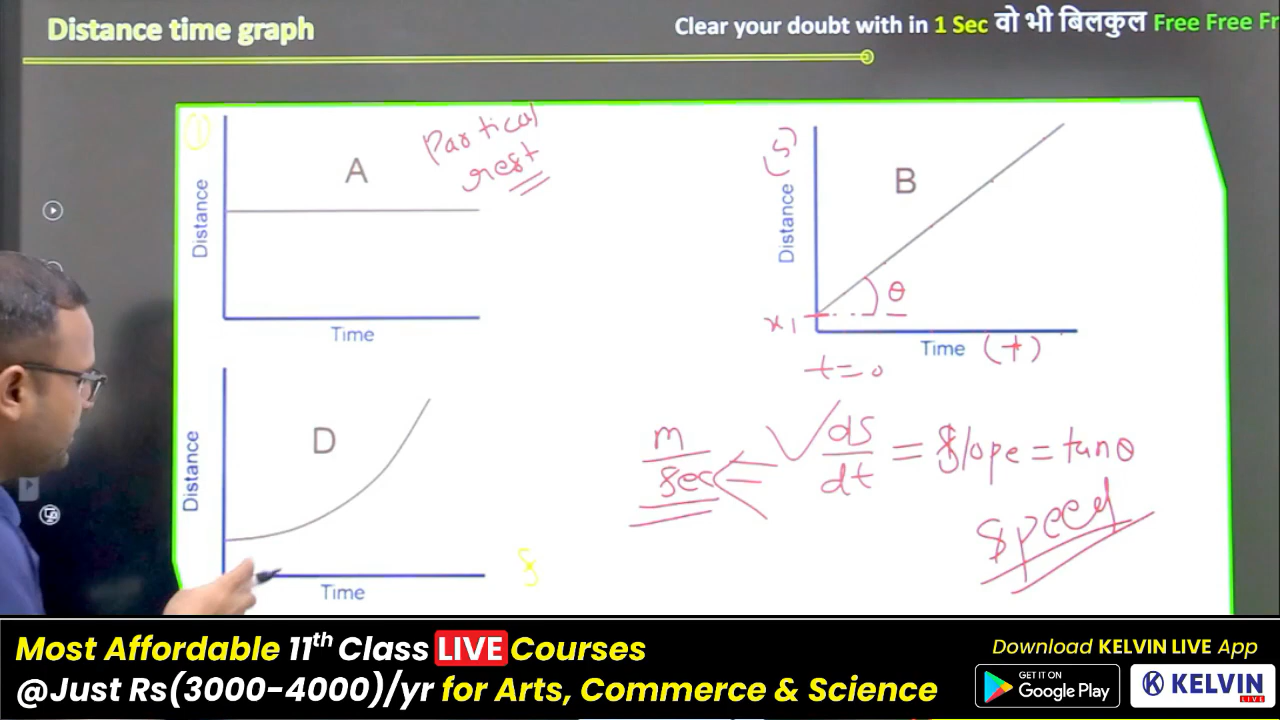 Distance time graph
Clear your doubt with in 1 Sec वो भी बिलकुल Free Free Fr
①
A
Partical
rest
Distance
Time
(S)
B
Distance
θ
x₁
Time (t)
t=0
D
Distance
Time
m/sec
ds/dt = Slope = tanθ
Speed
Most Affordable 11th Class LIVE Courses
@Just Rs(3000-4000)/yr for Arts, Commerce & Science
Download KELVIN LIVE App
GET IT ON
Google Play
KELVIN
LIVE